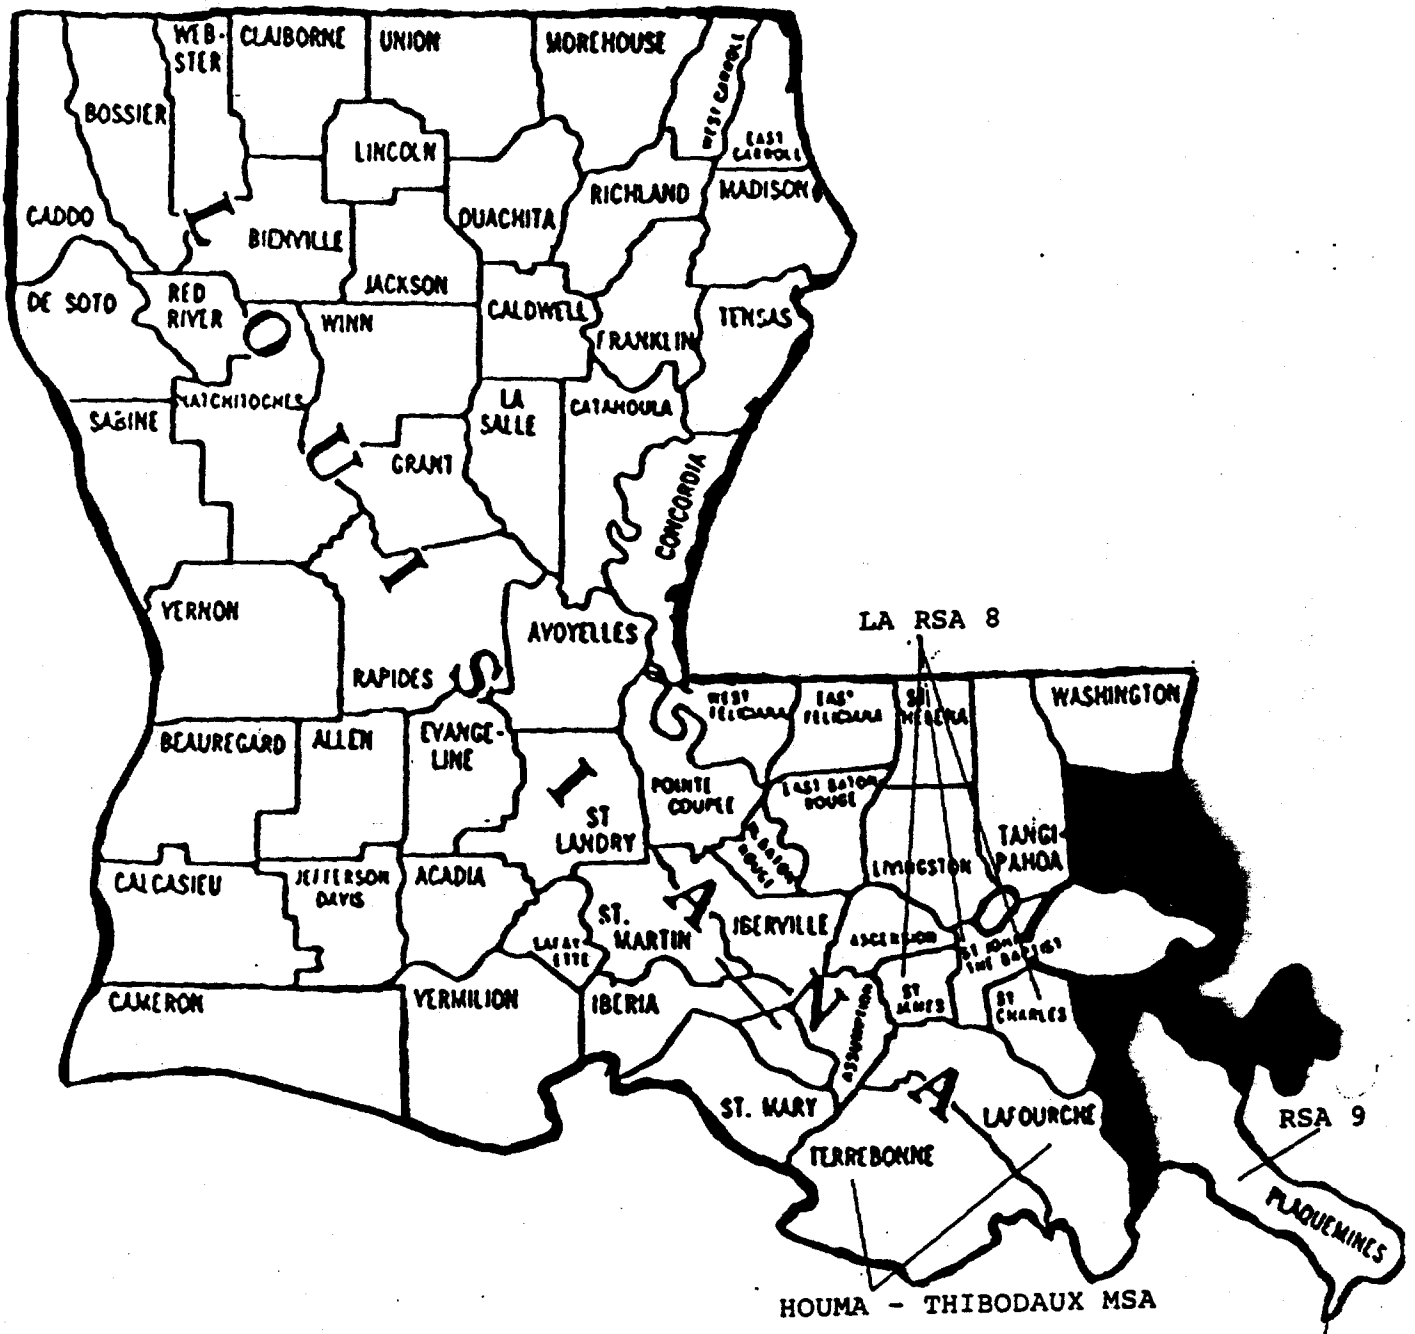 WEB-
STER
CLAIBORNE
UNION
MOREHOUSE
WEST CARROLL
BOSSIER
LINCOLN
EAST
CARROLL
RICHLAND
MADISON
CADDO
OUACHITA
BIENVILLE
JACKSON
DE SOTO
RED
RIVER
WINN
CALDWELL
FRANKLIN
TENSAS
NATCHITOCHES
LA
SALLE
CATAHOULA
SABINE
GRANT
CONCORDIA
VERNON
AVOYELLES
LA RSA 8
RAPIDES
WEST
FELICIANA
EAST
FELICIANA
ST
HELENA
WASHINGTON
BEAUREGARD
ALLEN
EVANGE-
LINE
POINTE
COUPEE
EAST BATON
ROUGE
ST
LANDRY
W BATON
ROUGE
LIVINGSTON
TANGI-
PAHOA
CALCASIEU
JEFFERSON
DAVIS
ACADIA
ST.
MARTIN
IBERVILLE
LAFAY-
ETTE
ASCENSION
ST JOHN
THE BAPTIST
CAMERON
VERMILION
IBERIA
ASSUMPTION
ST
JAMES
ST
CHARLES
ST. MARY
LAFOURCHE
TERREBONNE
RSA 9
PLAQUEMINES
LOUISIANA
HOUMA - THIBODAUX MSA